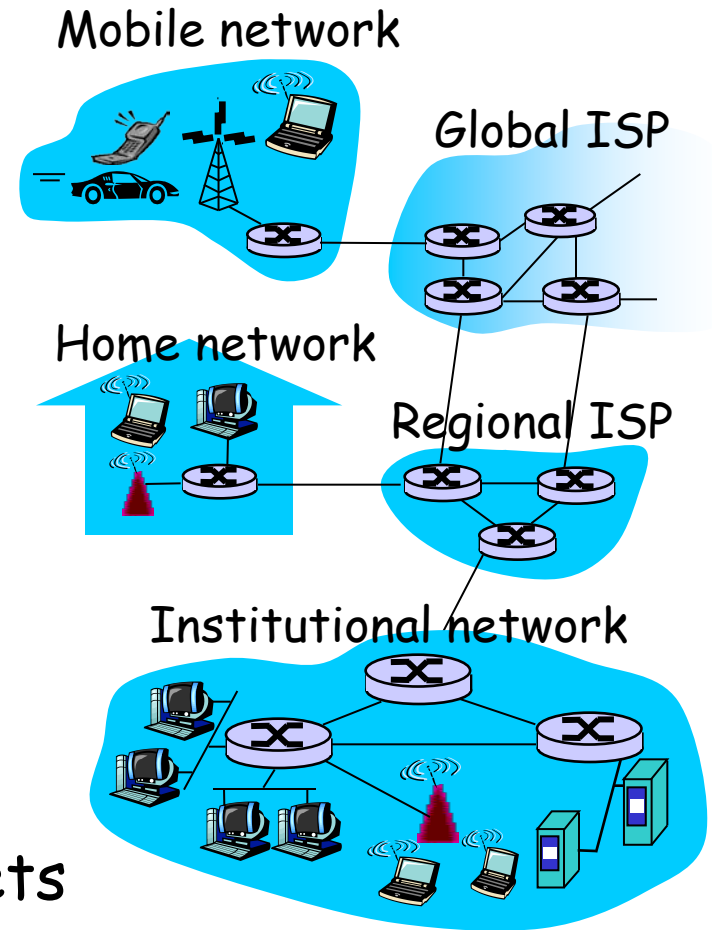 Mobile network
Global ISP
Home network
Regional ISP
Institutional network